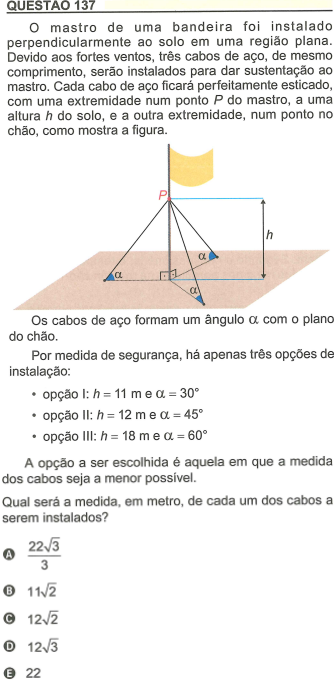 QUESTÃO 137
O mastro de uma bandeira foi instalado
perpendicularmente ao solo em uma região plana.
Devido aos fortes ventos, três cabos de aço, de mesmo
comprimento, serão instalados para dar sustentação ao
mastro. Cada cabo de aço ficará perfeitamente esticado,
com uma extremidade num ponto P do mastro, a uma
altura h do solo, e a outra extremidade, num ponto no
chão, como mostra a figura.
P
h
α
α
α
Os cabos de aço formam um ângulo α com o plano
do chão.
Por medida de segurança, há apenas três opções de
instalação:
• opção I: h = 11 m e α = 30°
• opção II: h = 12 m e α = 45°
• opção III: h = 18 m e α = 60°
A opção a ser escolhida é aquela em que a medida
dos cabos seja a menor possível.
Qual será a medida, em metro, de cada um dos cabos a
serem instalados?
A 22√3/3
B 11√2
C 12√2
D 12√3
E 22